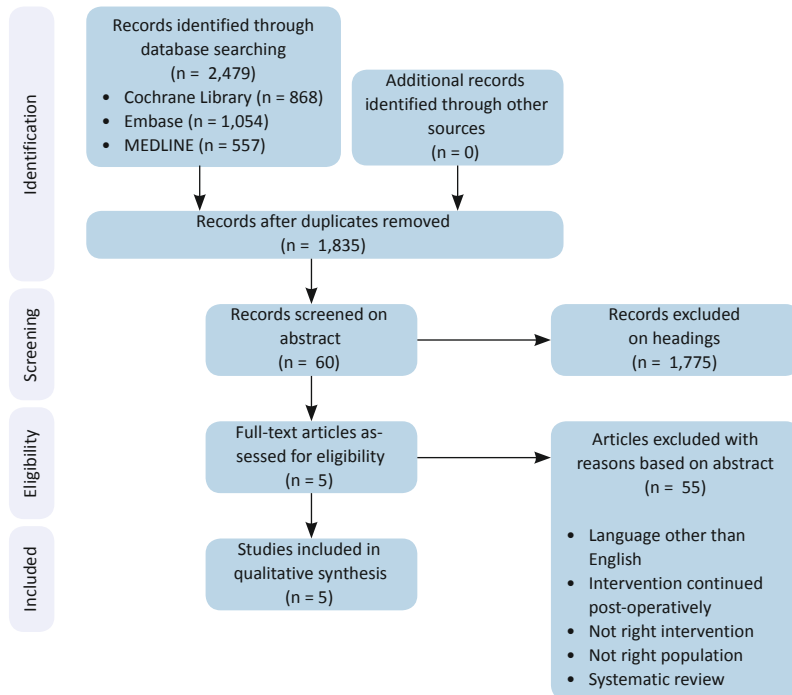 Identification
Records identified through
database searching
(n = 2,479)
• Cochrane Library (n = 868)
• Embase (n = 1,054)
• MEDLINE (n = 557)
Additional records
identified through other
sources
(n = 0)
Records after duplicates removed
(n = 1,835)
Screening
Records screened on
abstract
(n = 60)
Records excluded
on headings
(n = 1,775)
Eligibility
Full-text articles as-
sessed for eligibility
(n = 5)
Articles excluded with
reasons based on abstract
(n = 55)
• Language other than
English
• Intervention continued
post-operatively
• Not right intervention
• Not right population
• Systematic review
Included
Studies included in
qualitative synthesis
(n = 5)